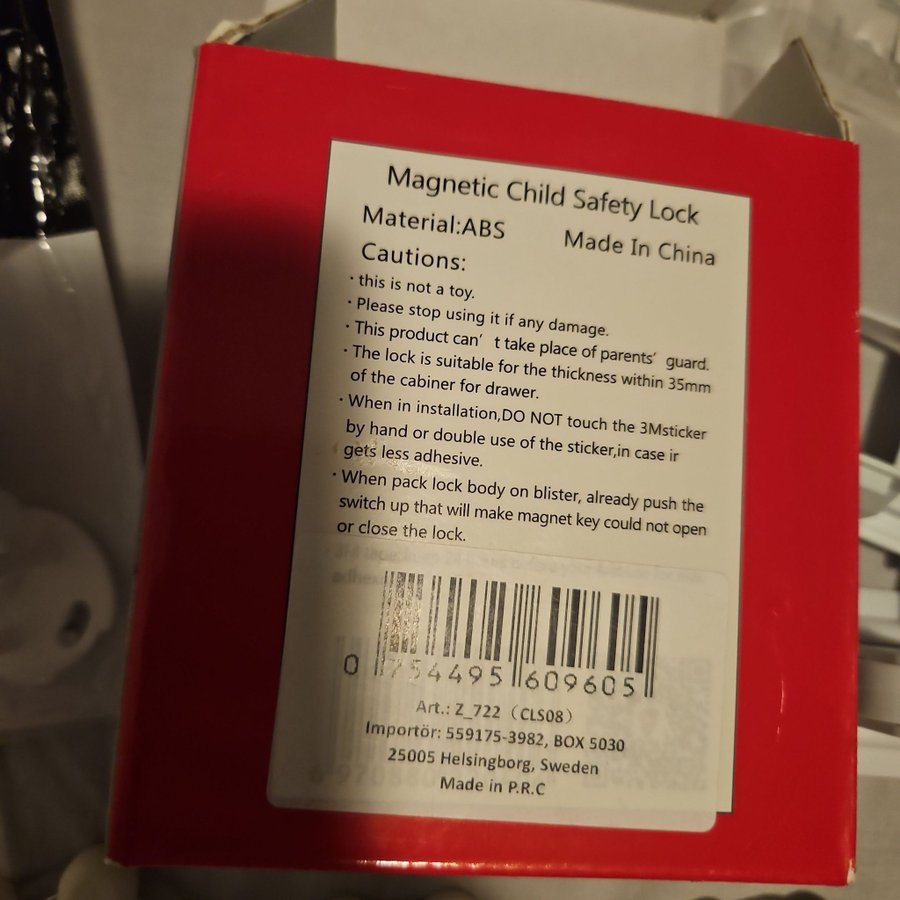 Magnetic Child Safety Lock
Material:ABS Made In China
Cautions:
· this is not a toy.
· Please stop using it if any damage.
· This product can't take place of parents' guard.
· The lock is suitable for the thickness within 35mm
of the cabiner for drawer.
· When in installation,DO NOT touch the 3Msticker
by hand or double use of the sticker,in case ir
gets less adhesive.
· When pack lock body on blister, already push the
switch up that will make magnet key could not open
or close the lock.
0 754495 609605
Art.: Z_722 (CLS08)
Importör: 559175-3982, BOX 5030
25005 Helsingborg, Sweden
Made in P.R.C